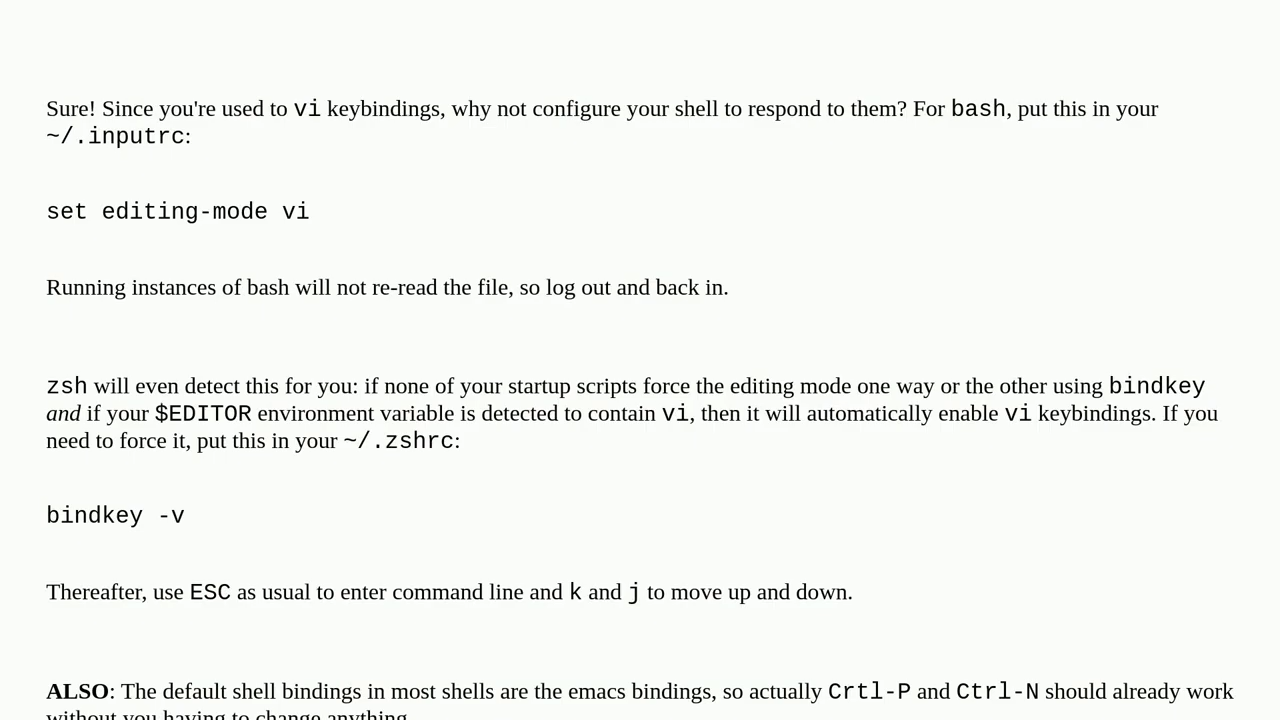 Sure! Since you're used to vi keybindings, why not configure your shell to respond to them? For bash, put this in your
~/.inputrc:
set editing-mode vi
Running instances of bash will not re-read the file, so log out and back in.
zsh will even detect this for you: if none of your startup scripts force the editing mode one way or the other using bindkey
and if your $EDITOR environment variable is detected to contain vi, then it will automatically enable vi keybindings. If you
need to force it, put this in your ~/.zshrc:
bindkey -v
Thereafter, use ESC as usual to enter command line and k and j to move up and down.
ALSO: The default shell bindings in most shells are the emacs bindings, so actually Crtl-P and Ctrl-N should already work
without you having to change anything.